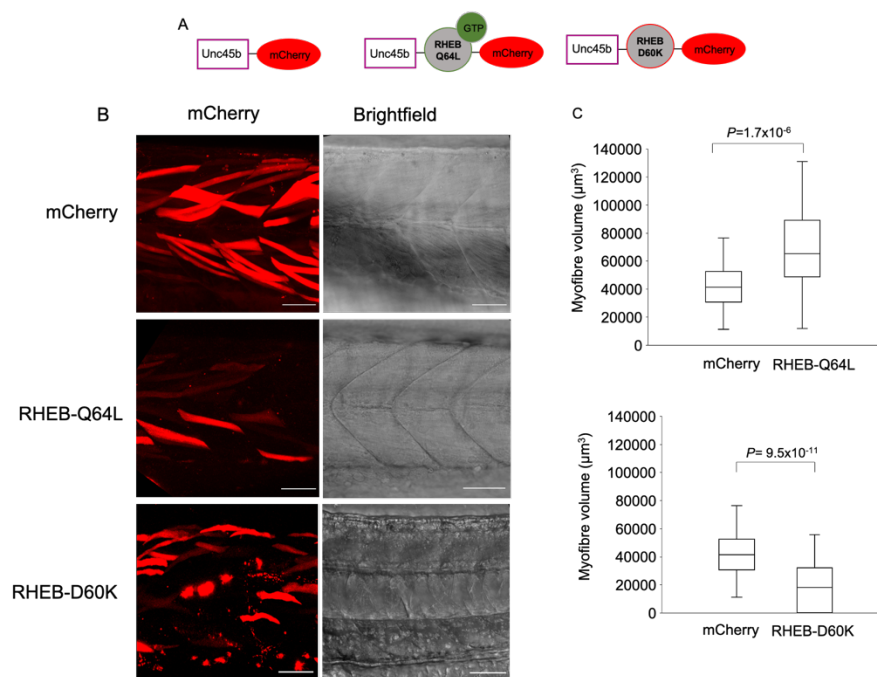 A
Unc45b
mCherry
Unc45b
RHEB
Q64L
GTP
mCherry
Unc45b
RHEB
D60K
mCherry
B
mCherry
Brightfield
mCherry
RHEB-Q64L
RHEB-D60K
C
P=1.7x10⁻⁶
Myofibre volume (µm³)
140000
120000
100000
80000
60000
40000
20000
0
mCherry
RHEB-Q64L
P= 9.5x10⁻¹¹
Myofibre volume (µm³)
140000
120000
100000
80000
60000
40000
20000
0
mCherry
RHEB-D60K